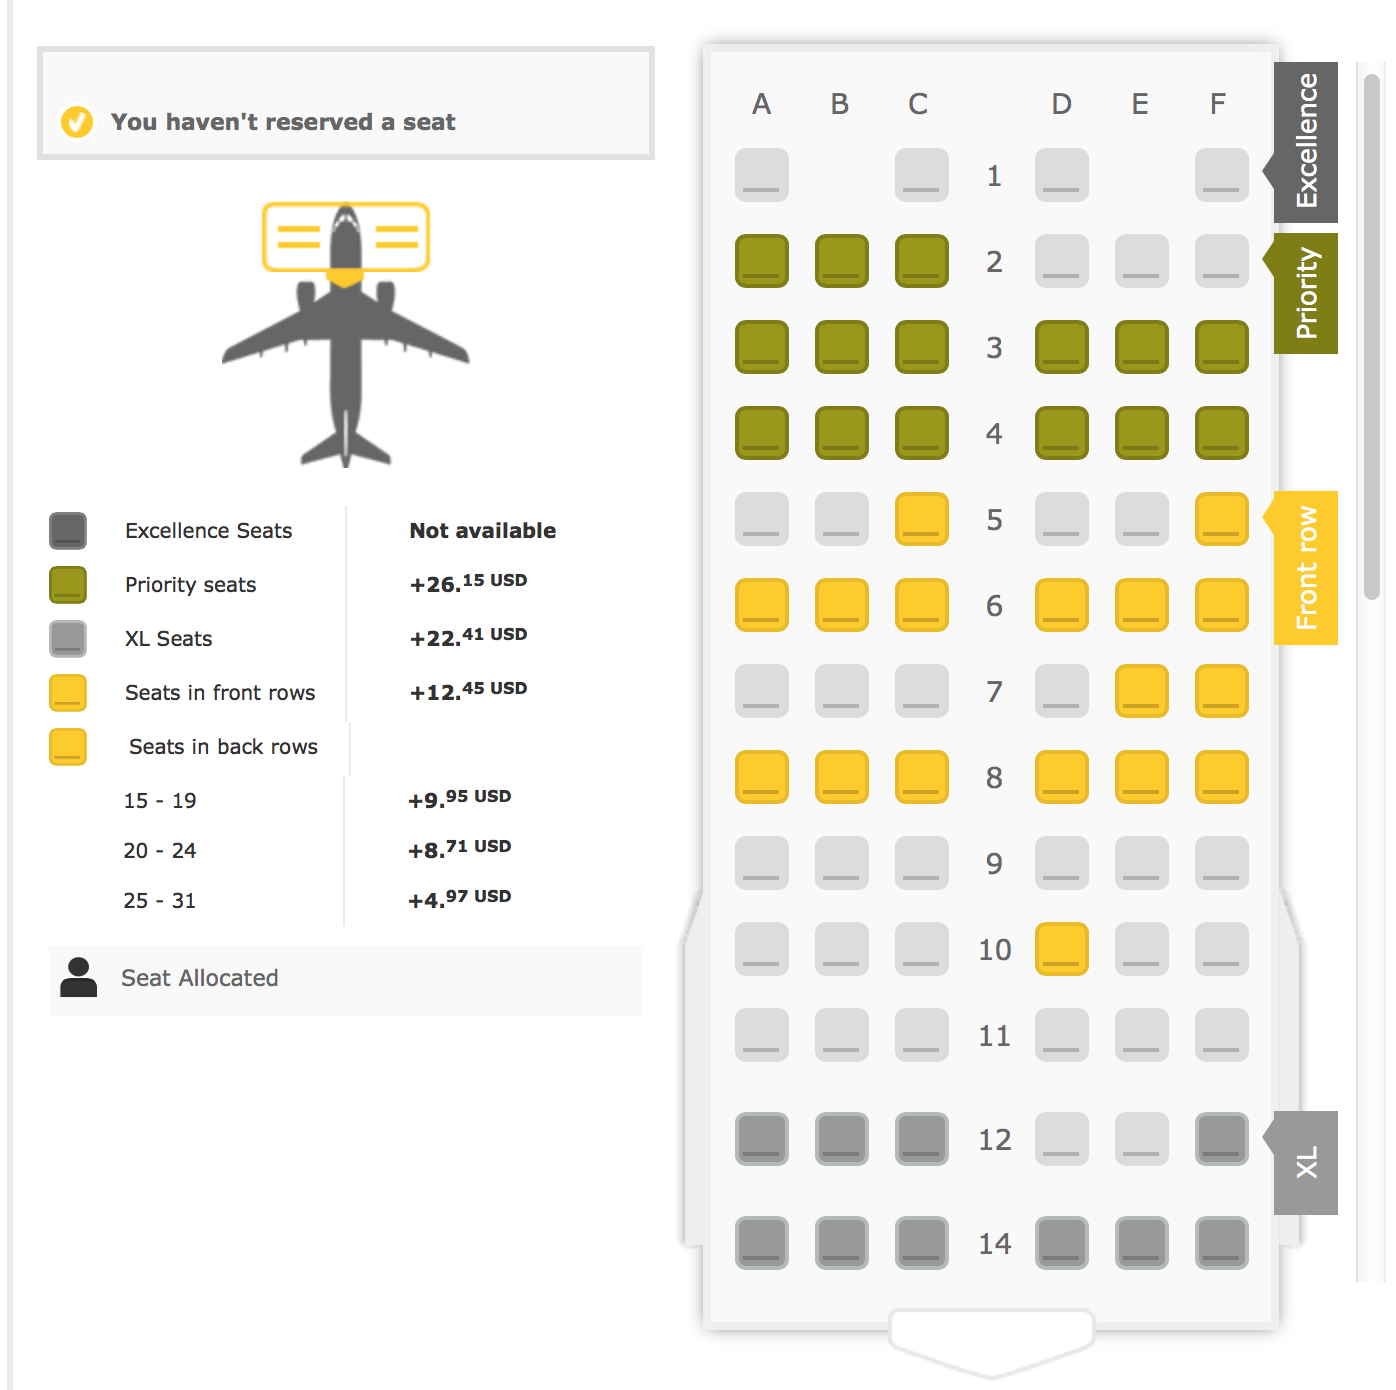 You haven't reserved a seat
Excellence Seats Not available
Priority seats +26.15 USD
XL Seats +22.41 USD
Seats in front rows +12.45 USD
Seats in back rows
15 - 19 +9.95 USD
20 - 24 +8.71 USD
25 - 31 +4.97 USD
Seat Allocated
A B C D E F
1
2
3
4
5
6
7
8
9
10
11
12
14
Excellence
Priority
Front row
XL